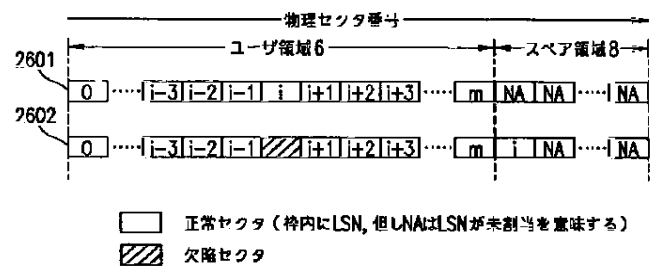 物理セクタ番号
ユーザ領域6 スペア領域8
2601
0 ····· i-3 i-2 i-1 i i+1 i+2 i+3 ····· m NA NA ····· NA
2602
0 ····· i-3 i-2 i-1 i+1 i+2 i+3 ····· m i NA ····· NA
正常セクタ(枠内にLSN, 但しNAはLSNが未割当を意味する)
欠陥セクタ